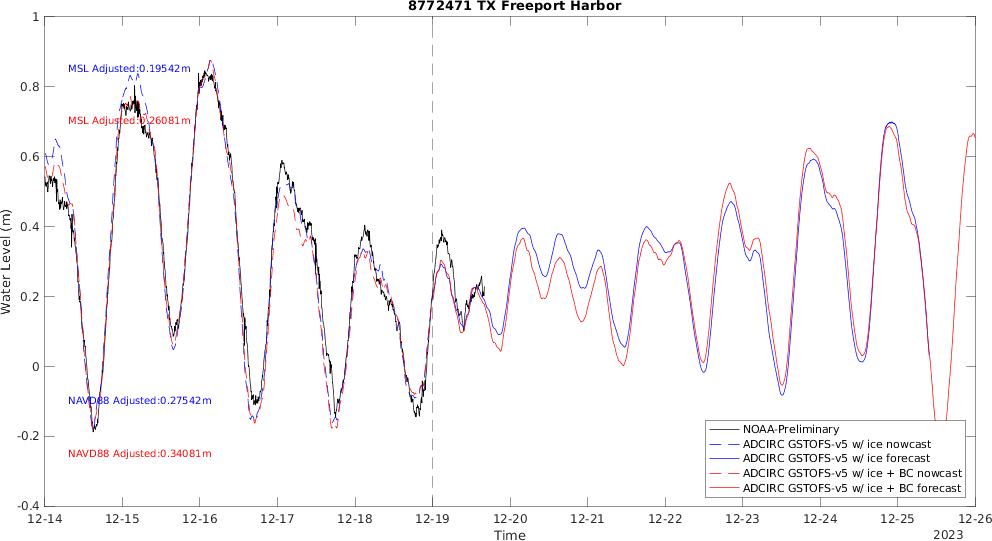 8772471 TX Freeport Harbor
1
0.8
0.6
0.4
0.2
0
-0.2
-0.4
Water Level (m)
MSL Adjusted:0.19542m
MSL Adjusted:0.26081m
NAVD88 Adjusted:0.27542m
NAVD88 Adjusted:0.34081m
NOAA-Preliminary
ADCIRC GSTOFS-v5 w/ ice nowcast
ADCIRC GSTOFS-v5 w/ ice forecast
ADCIRC GSTOFS-v5 w/ ice + BC nowcast
ADCIRC GSTOFS-v5 w/ ice + BC forecast
12-14 12-15 12-16 12-17 12-18 12-19 12-20 12-21 12-22 12-23 12-24 12-25 12-26
Time
2023